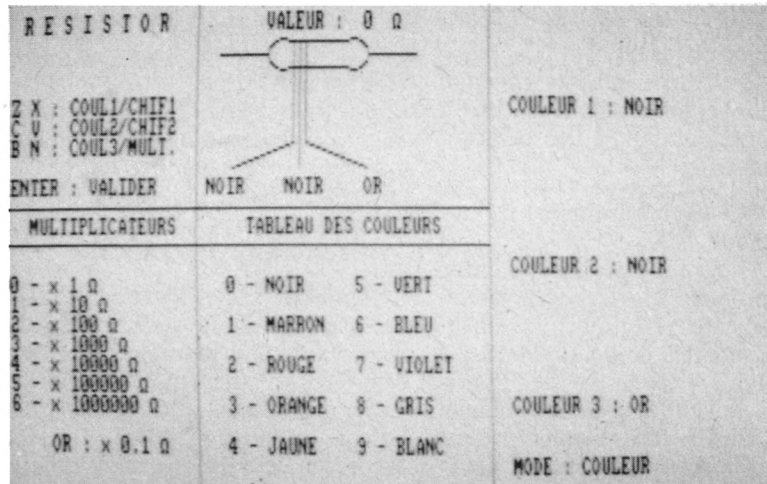 RESISTOR
Z X : COUL1/CHIF1
C V : COUL2/CHIF2
B N : COUL3/MULT.
ENTER : VALIDER
VALEUR : 0 Ω
NOIR NOIR OR
MULTIPLICATEURS
0 - x 1 Ω
1 - x 10 Ω
2 - x 100 Ω
3 - x 1000 Ω
4 - x 10000 Ω
5 - x 100000 Ω
6 - x 1000000 Ω
OR : x 0.1 Ω
TABLEAU DES COULEURS
0 - NOIR 5 - VERT
1 - MARRON 6 - BLEU
2 - ROUGE 7 - VIOLET
3 - ORANGE 8 - GRIS
4 - JAUNE 9 - BLANC
COULEUR 1 : NOIR
COULEUR 2 : NOIR
COULEUR 3 : OR
MODE : COULEUR